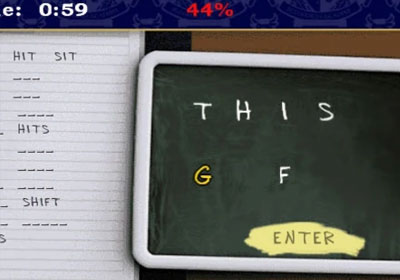 e: 0:59 44%
HIT SIT
HITS
SHIFT
S
T H I S
G F
ENTER